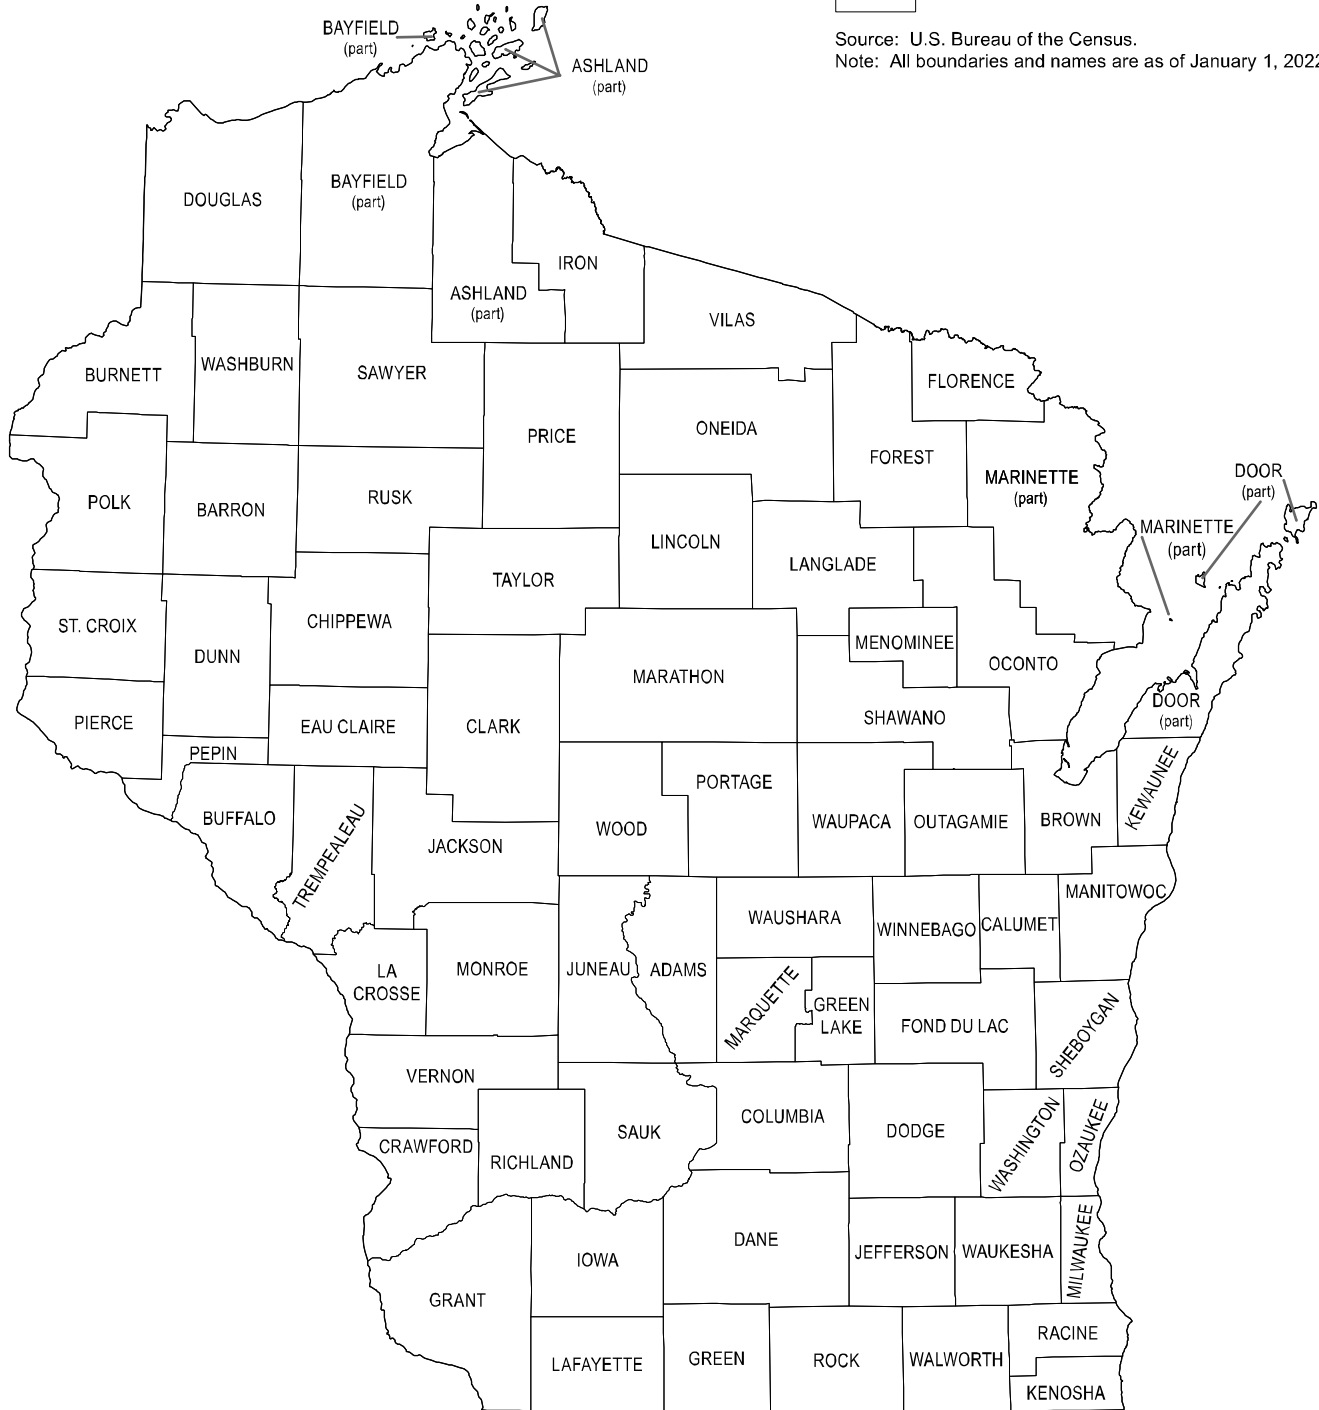 BAYFIELD
(part)
ASHLAND
(part)
Source: U.S. Bureau of the Census.
Note: All boundaries and names are as of January 1, 2022
DOUGLAS
BAYFIELD
(part)
IRON
ASHLAND
(part)
VILAS
BURNETT
WASHBURN
SAWYER
FLORENCE
PRICE
ONEIDA
FOREST
MARINETTE
(part)
DOOR
(part)
POLK
BARRON
RUSK
MARINETTE
(part)
LINCOLN
LANGLADE
TAYLOR
ST. CROIX
CHIPPEWA
DUNN
MENOMINEE
OCONTO
MARATHON
PIERCE
EAU CLAIRE
CLARK
SHAWANO
DOOR
(part)
PEPIN
PORTAGE
KEWAUNEE
BUFFALO
TREMPEALEAU
WOOD
WAUPACA
OUTAGAMIE
BROWN
JACKSON
MANITOWOC
WAUSHARA
WINNEBAGO
CALUMET
LA
CROSSE
MONROE
JUNEAU
ADAMS
MARQUETTE
GREEN
LAKE
FOND DU LAC
SHEBOYGAN
VERNON
COLUMBIA
SAUK
DODGE
WASHINGTON
OZAUKEE
CRAWFORD
RICHLAND
DANE
IOWA
JEFFERSON
WAUKESHA
MILWAUKEE
GRANT
RACINE
LAFAYETTE
GREEN
ROCK
WALWORTH
KENOSHA